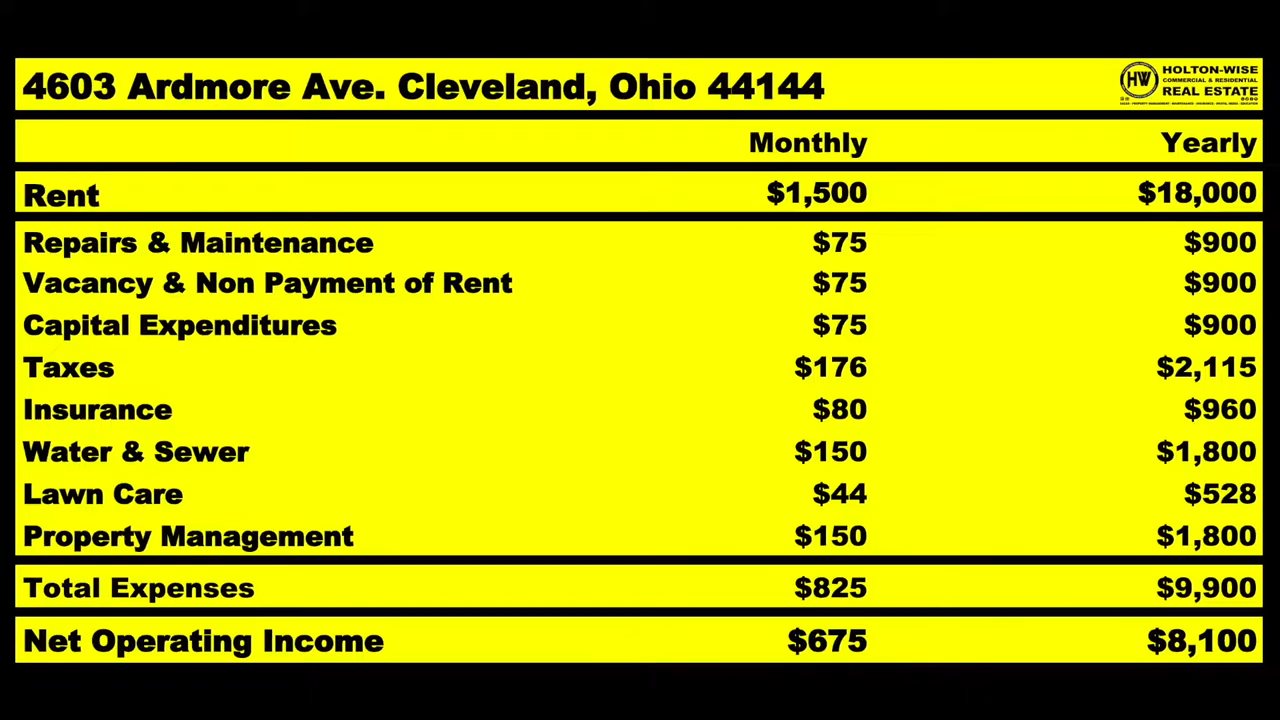 4603 Ardmore Ave. Cleveland, Ohio 44144
HW
HOLTON-WISE
COMMERCIAL & RESIDENTIAL
REAL ESTATE
Monthly Yearly
Rent $1,500 $18,000
Repairs & Maintenance $75 $900
Vacancy & Non Payment of Rent $75 $900
Capital Expenditures $75 $900
Taxes $176 $2,115
Insurance $80 $960
Water & Sewer $150 $1,800
Lawn Care $44 $528
Property Management $150 $1,800
Total Expenses $825 $9,900
Net Operating Income $675 $8,100